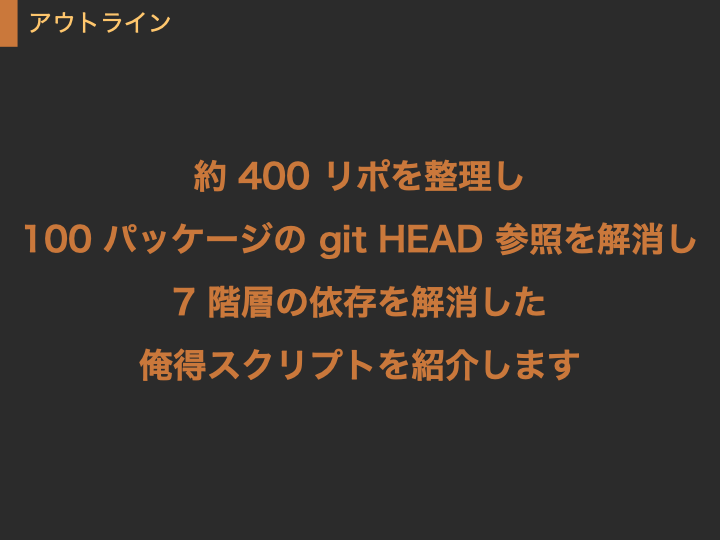 アウトライン
約 400 リポを整理し
100 パッケージの git HEAD 参照を解消し
7 階層の依存を解消した
俺得スクリプトを紹介します